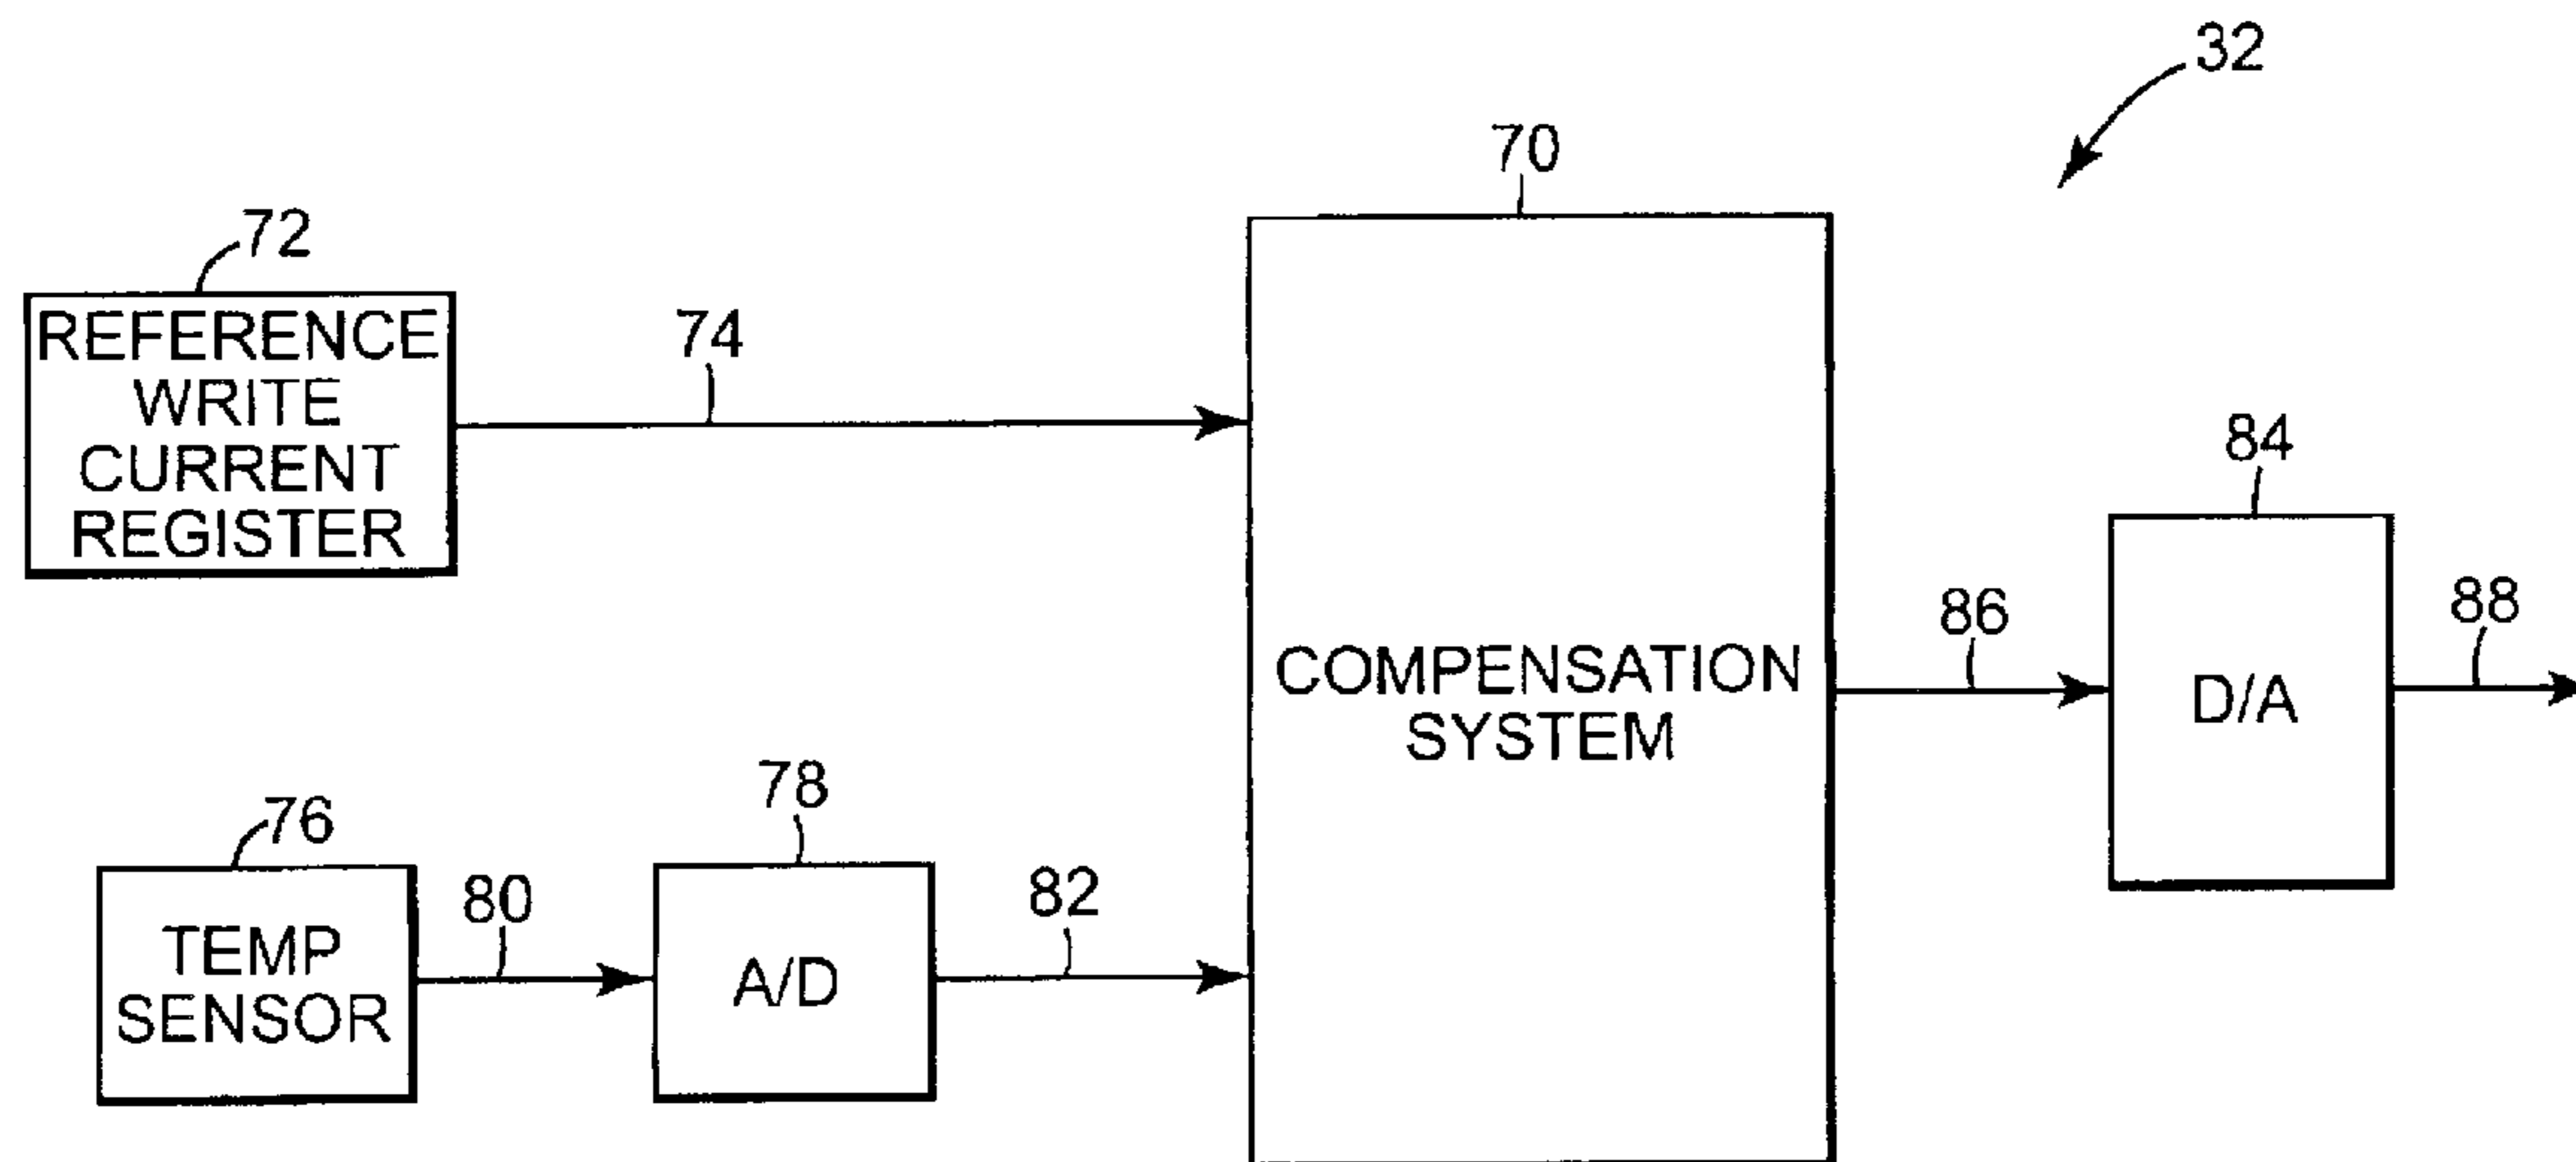 32
70
72
REFERENCE
WRITE
CURRENT
REGISTER
74
84
86
88
COMPENSATION
SYSTEM
D/A
76
78
80
82
TEMP
SENSOR
A/D